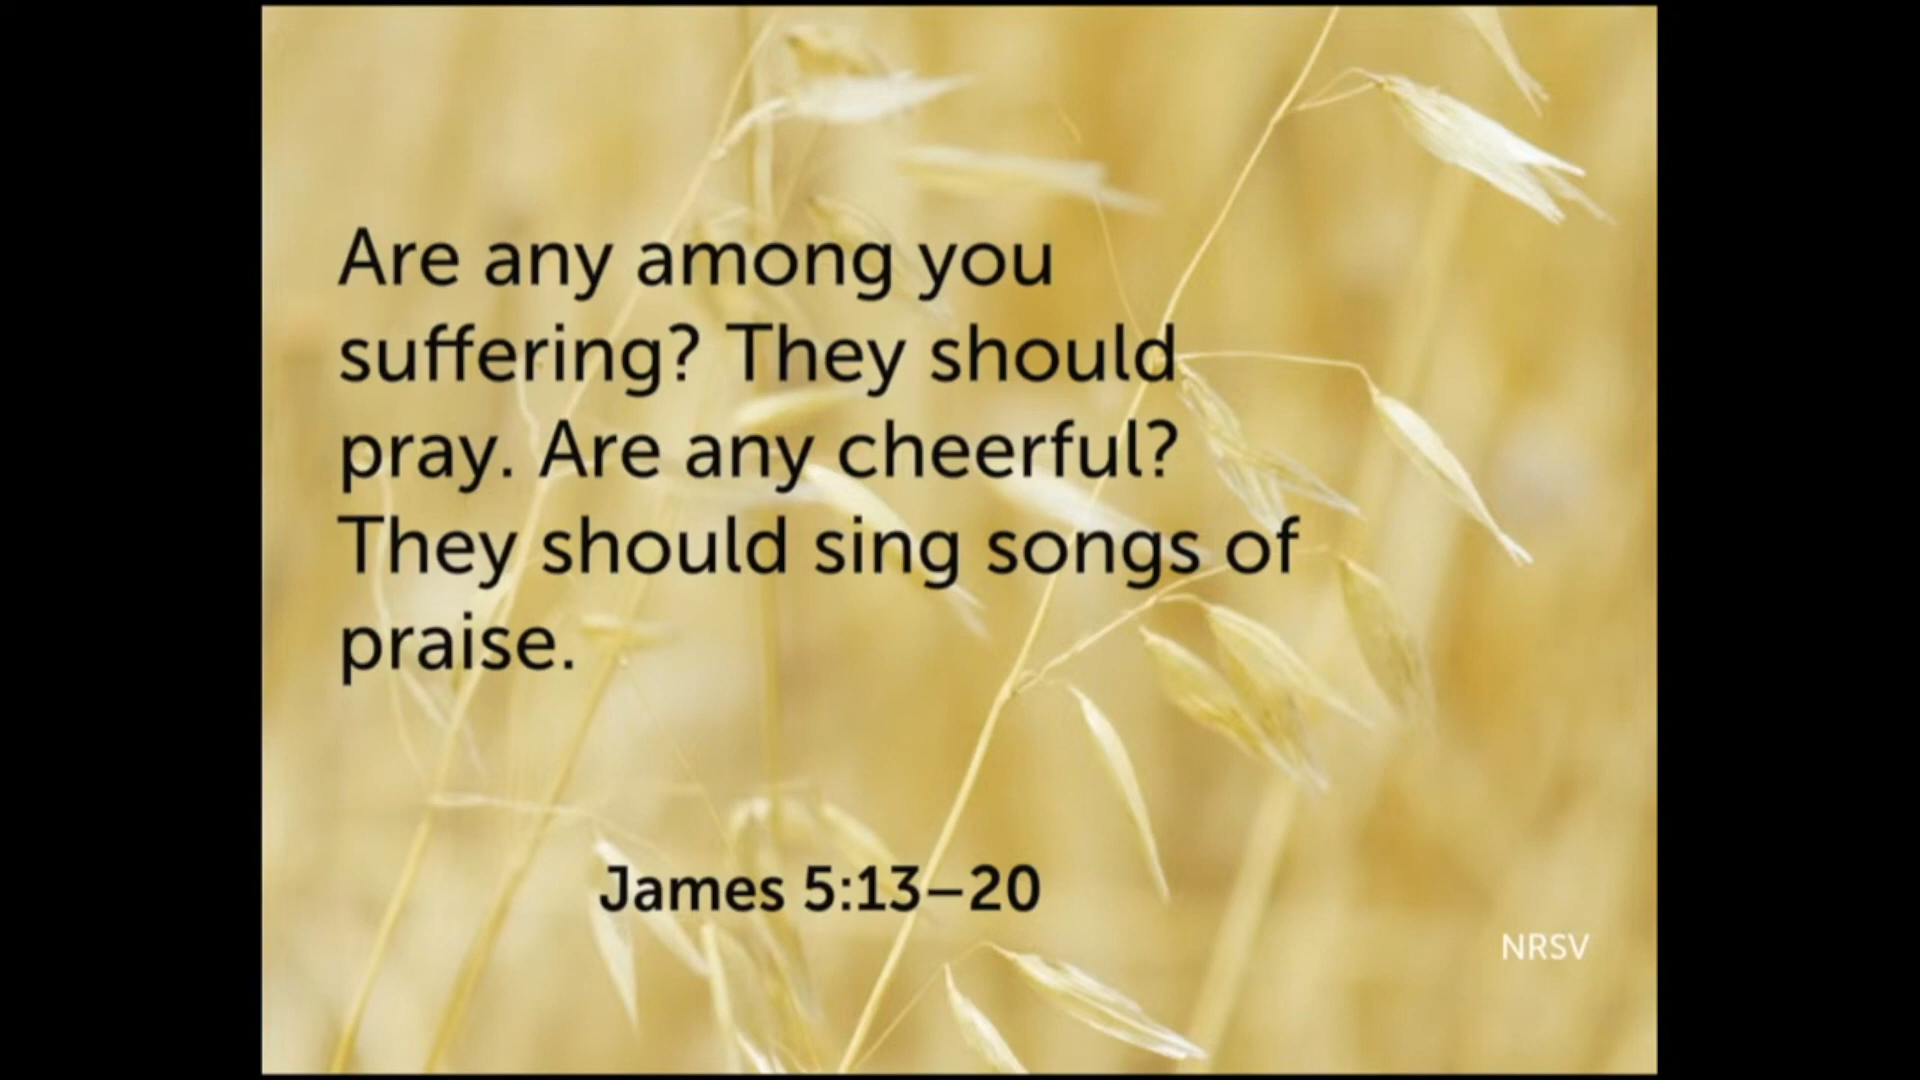 Are any among you
suffering? They should
pray. Are any cheerful?
They should sing songs of
praise.
James 5:13–20
NRSV